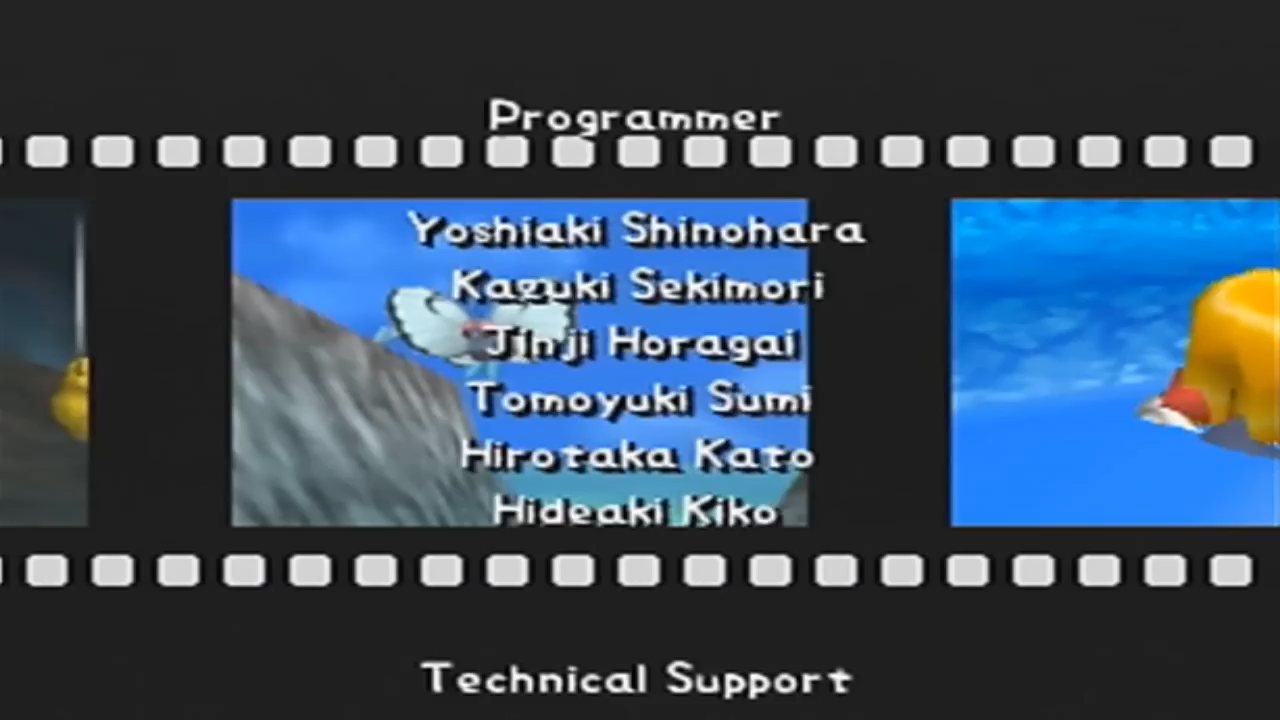 Programmer
Yoshiaki Shinohara
Kazuki Sekimori
Jinji Horagai
Tomoyuki Sumi
Hirotaka Kato
Hideaki Kiko
Technical Support